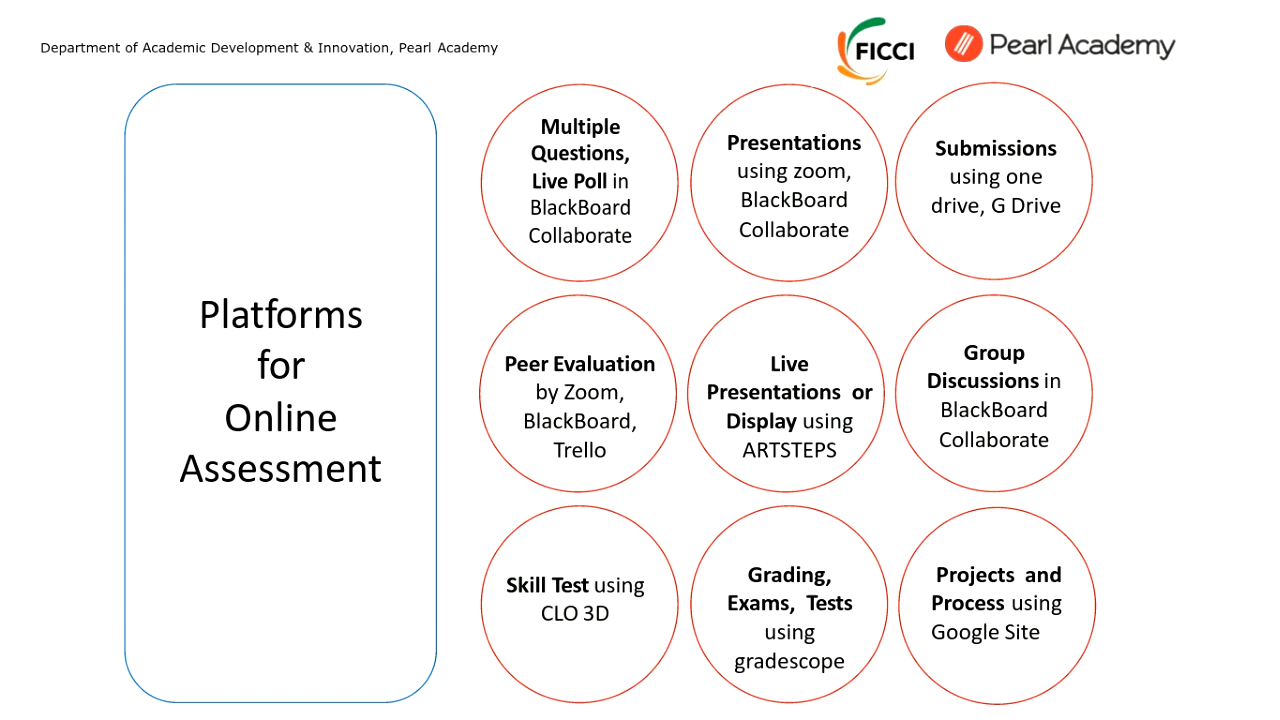 Department of Academic Development & Innovation, Pearl Academy
FICCI
Pearl Academy
Platforms
for
Online
Assessment
Multiple
Questions,
Live Poll in
BlackBoard
Collaborate
Presentations
using zoom,
BlackBoard
Collaborate
Submissions
using one
drive, G Drive
Peer Evaluation
by Zoom,
BlackBoard,
Trello
Live
Presentations or
Display using
ARTSTEPS
Group
Discussions in
BlackBoard
Collaborate
Skill Test using
CLO 3D
Grading,
Exams, Tests
using
gradescope
Projects and
Process using
Google Site